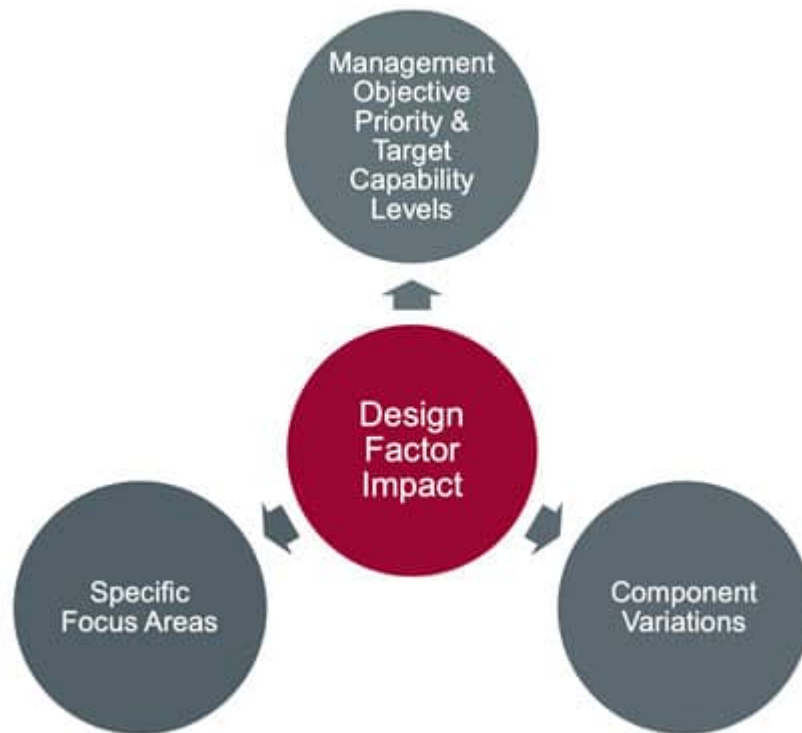 Management
Objective
Priority &
Target
Capability
Levels
Design
Factor
Impact
Specific
Focus Areas
Component
Variations